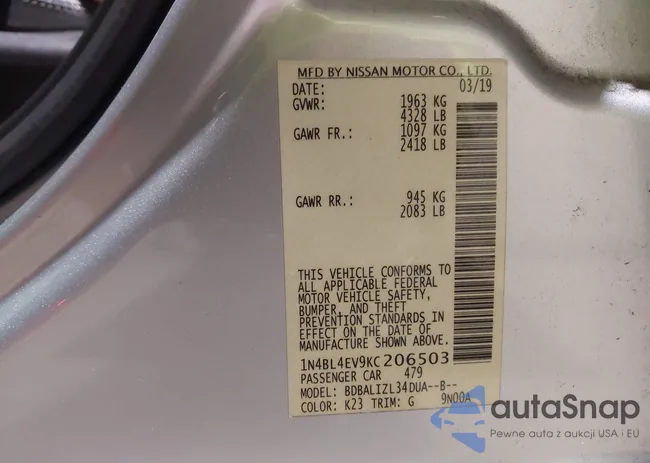 MFD BY NISSAN MOTOR CO., LTD.
DATE: 03/19
GVWR: 1963 KG
4328 LB
GAWR FR.: 1097 KG
2418 LB
GAWR RR.: 945 KG
2083 LB
THIS VEHICLE CONFORMS TO
ALL APPLICABLE FEDERAL
MOTOR VEHICLE SAFETY,
BUMPER, AND THEFT
PREVENTION STANDARDS IN
EFFECT ON THE DATE OF
MANUFACTURE SHOWN ABOVE.
1N4BL4EV9KC206503
PASSENGER CAR 479
MODEL: BDBALIZL34DUA--B--
COLOR: K23 TRIM: G 9N00A
autoSnap
Pewne auta z aukcji USA i EU